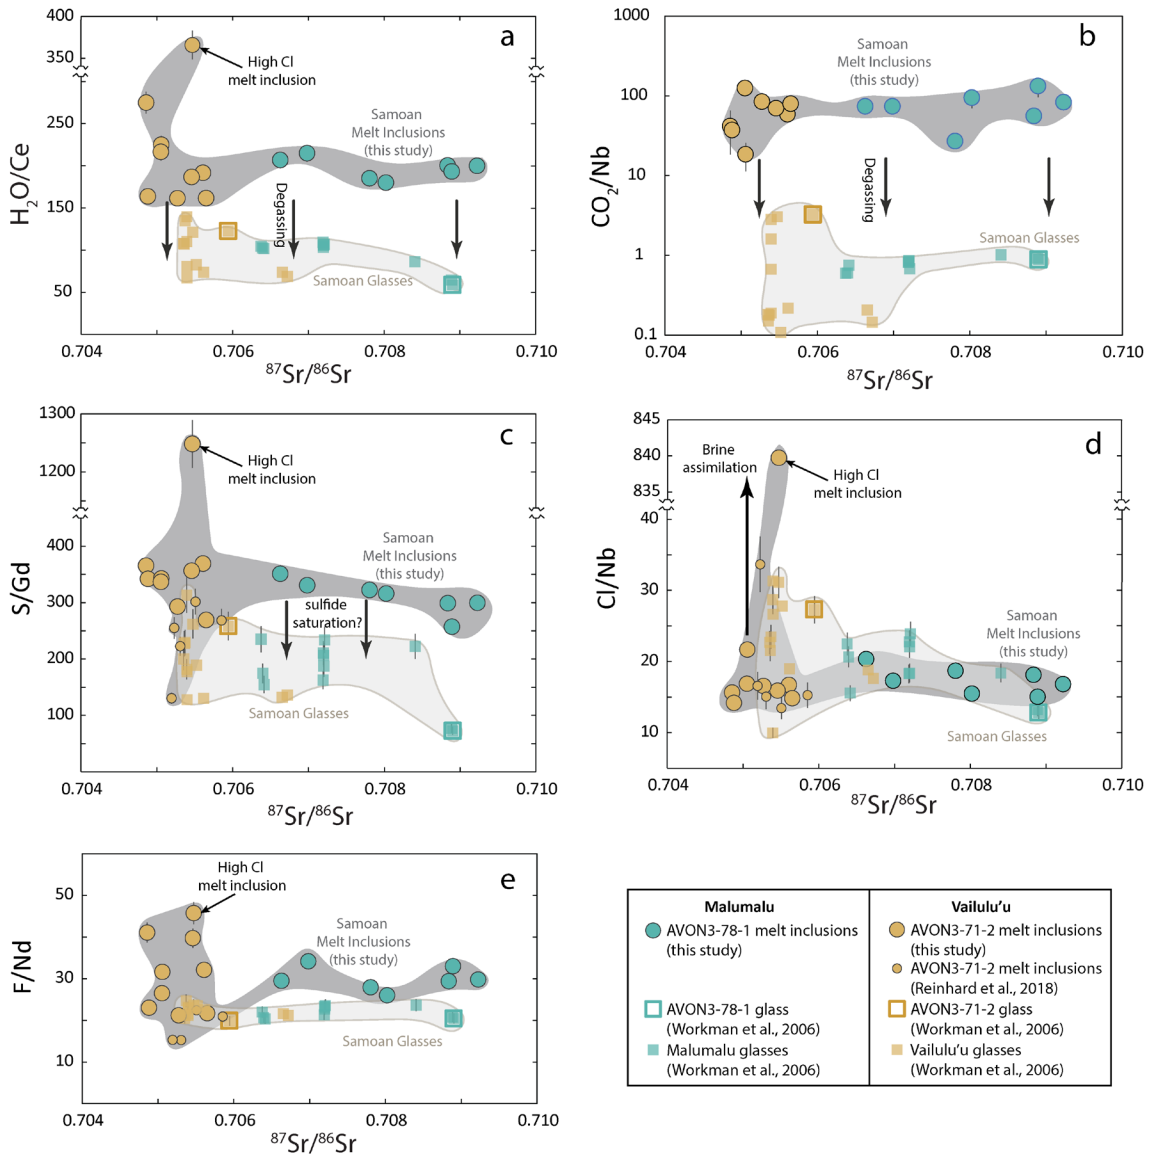 a
400
350
250
150
50
H2O/Ce
High Cl
melt inclusion
Samoan
Melt Inclusions
(this study)
Degassing
Samoan Glasses
0.704
0.706
0.708
0.710
87Sr/86Sr
b
1000
100
10
1
0.1
CO2/Nb
Samoan
Melt Inclusions
(this study)
Degassing
Samoan Glasses
0.704
0.706
0.708
0.710
87Sr/86Sr
c
1300
1200
400
300
200
100
S/Gd
High Cl
melt inclusion
Samoan
Melt Inclusions
(this study)
sulfide
saturation?
Samoan Glasses
0.704
0.706
0.708
0.710
87Sr/86Sr
d
845
840
835
40
30
20
10
Cl/Nb
Brine
assimilation
High Cl
melt inclusion
Samoan
Melt Inclusions
(this study)
Samoan Glasses
0.704
0.706
0.708
0.710
87Sr/86Sr
e
50
30
10
F/Nd
High Cl
melt inclusion
Samoan
Melt Inclusions
(this study)
Samoan Glasses
0.704
0.706
0.708
0.710
87Sr/86Sr
Malumalu
AVON3-78-1 melt inclusions
(this study)
AVON3-78-1 glass
(Workman et al., 2006)
Malumalu glasses
(Workman et al., 2006)
Vailulu’u
AVON3-71-2 melt inclusions
(this study)
AVON3-71-2 melt inclusions
(Reinhard et al., 2018)
AVON3-71-2 glass
(Workman et al., 2006)
Vailulu’u glasses
(Workman et al., 2006)